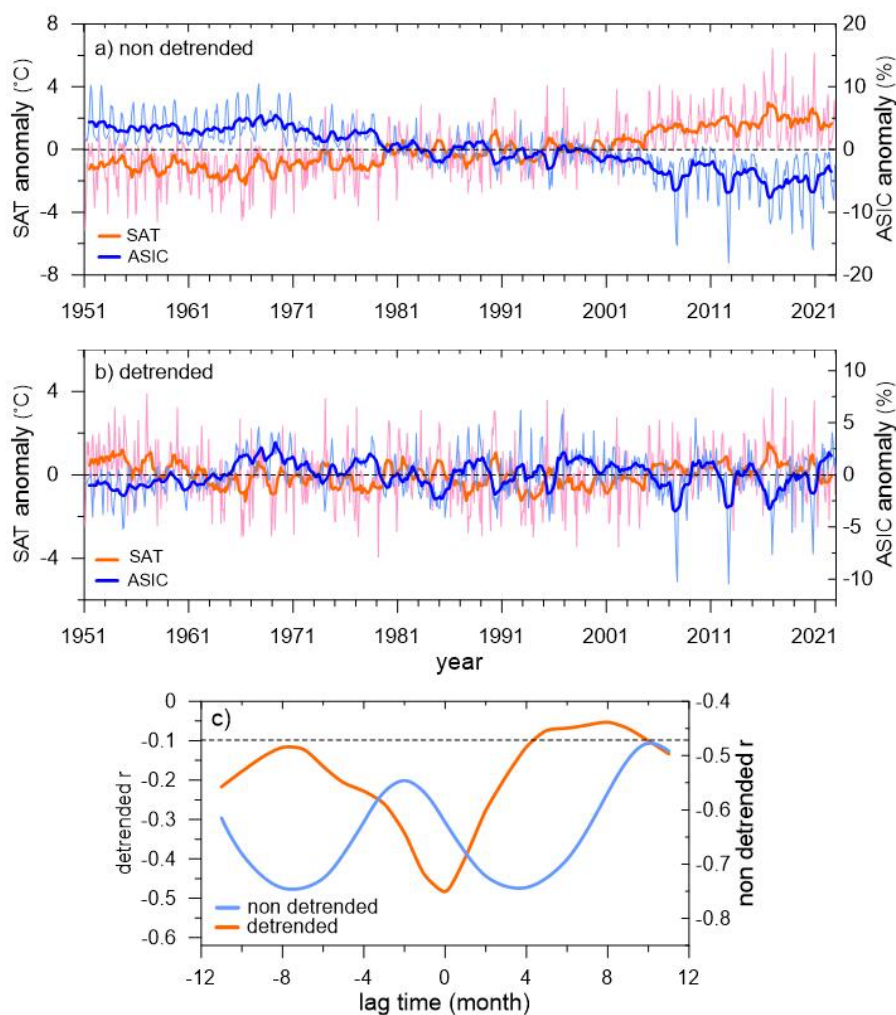 a) non detrended
SAT anomaly (°C)
8
4
0
-4
-8
ASIC anomaly (%)
20
10
0
-10
-20
SAT
ASIC
1951 1961 1971 1981 1991 2001 2011 2021
b) detrended
SAT anomaly (°C)
4
0
-4
ASIC anomaly (%)
10
5
0
-5
-10
SAT
ASIC
1951 1961 1971 1981 1991 2001 2011 2021
year
c)
detrended r
0
-0.1
-0.2
-0.3
-0.4
-0.5
-0.6
non detrended r
-0.4
-0.5
-0.6
-0.7
-0.8
non detrended
detrended
-12 -8 -4 0 4 8 12
lag time (month)